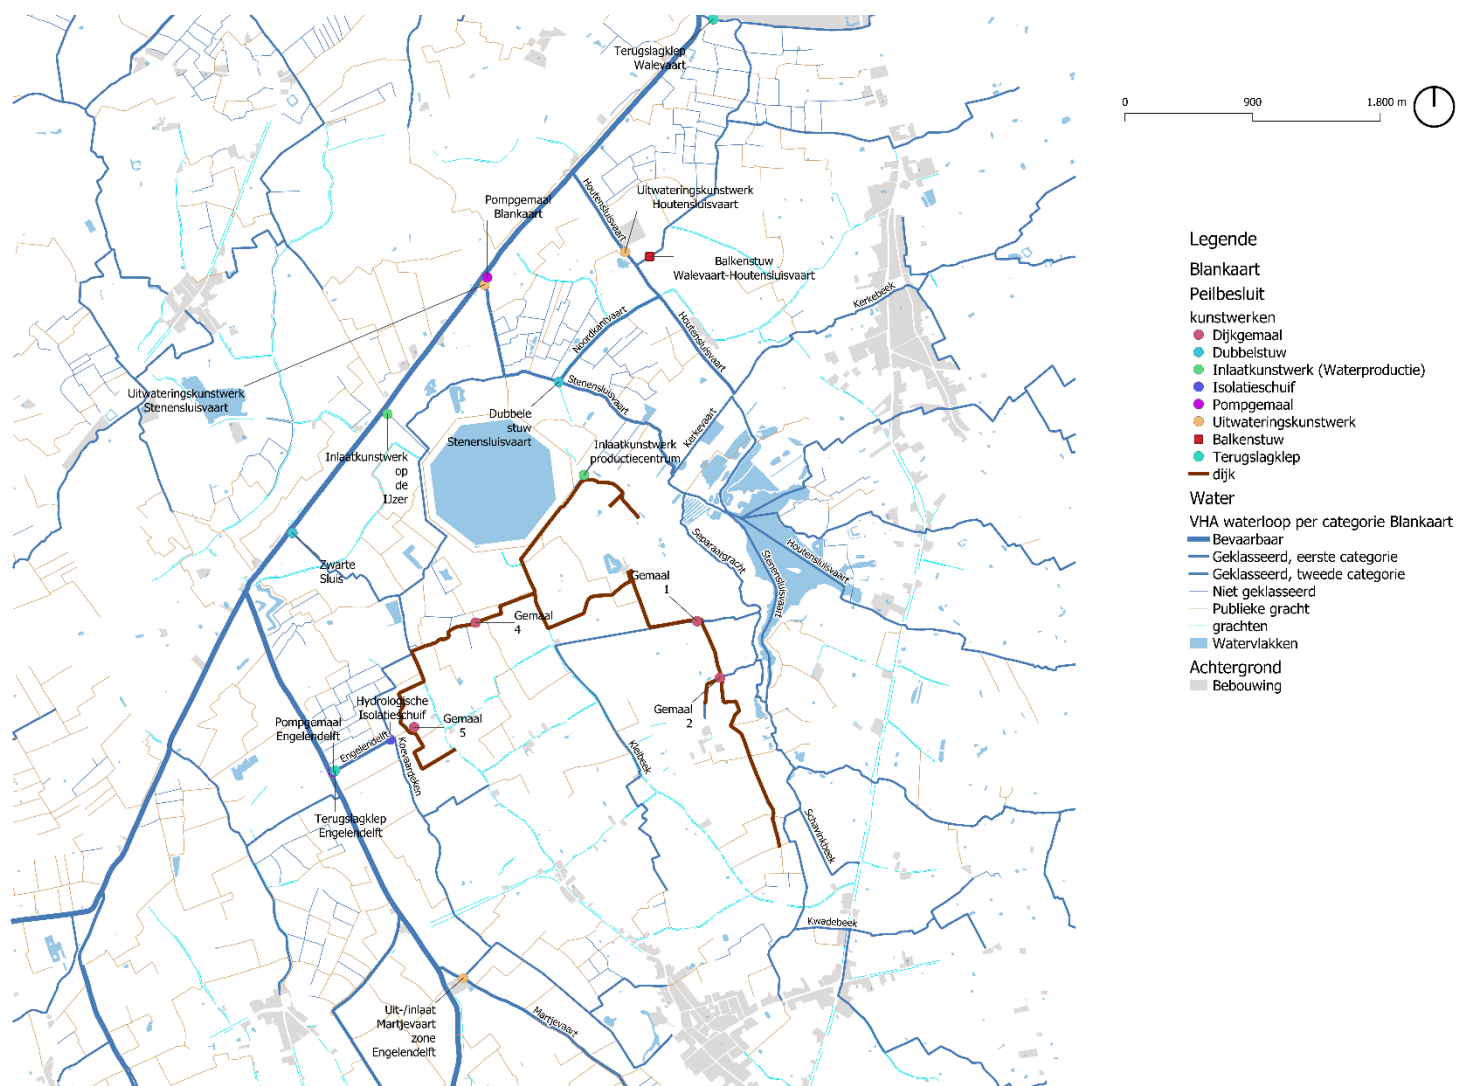 Terugslagklep
Walevaart
0
900
1.800 m
Pompgemaal
Blankaart
Houtensluisvaart
Uitwateringskunstwerk
Houtensluisvaart
Balkenstuw
Walevaart-Houtensluisvaart
Kerkebeek
Noordkantvaart
Houtensluisvaart
Uitwateringskunstwerk
Stenensluisvaart
Stenensluisvaart
Dubbele
stuw
Stenensluisvaart
Kerkevaart
Inlaatkunstwerk
productiecentrum
Inlaatkunstwerk
op
de
IJzer
Zwarte
Sluis
Separaatgracht
Stenensluisvaart
Houtensluisvaart
Gemaal
1
Gemaal
4
Gemaal
2
Hydrologische
Isolatieschuif
Gemaal
5
Pompgemaal
Engelendelft
Engelendelft
Koevaardeken
Kleibeek
Terugslagklep
Engelendelft
Schavinkbeek
Kwadebeek
Uit-/inlaat
Martjevaart
zone
Engelendelft
Martjevaart
Legende
Blankaart
Peilbesluit
kunstwerken
Dijkgemaal
Dubbelstuw
Inlaatkunstwerk (Waterproductie)
Isolatieschuif
Pompgemaal
Uitwateringskunstwerk
Balkenstuw
Terugslagklep
dijk
Water
VHA waterloop per categorie Blankaart
Bevaarbaar
Geklasseerd, eerste categorie
Geklasseerd, tweede categorie
Niet geklasseerd
Publieke gracht
grachten
Watervlakken
Achtergrond
Bebouwing